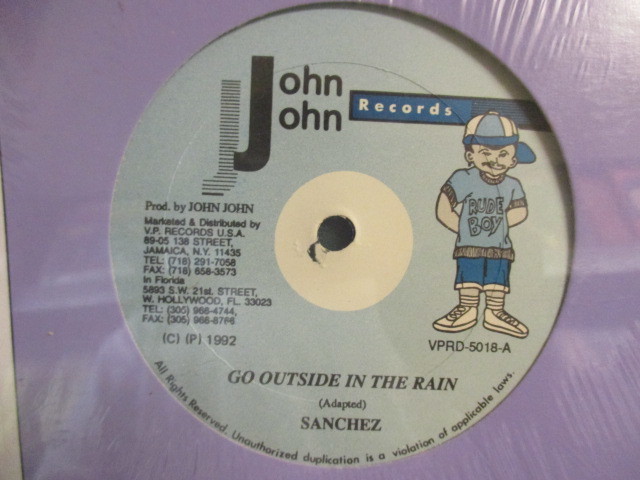 John
John
Records
RUDE
BOY
Prod. by JOHN JOHN
Marketed & Distributed by
V.P. RECORDS U.S.A.
89-05 138 STREET,
JAMAICA, N.Y. 11435
TEL: (718) 291-7058
FAX: (718) 658-3573
In Florida
5893 S.W. 21st. STREET,
W. HOLLYWOOD, FL. 33023
TEL: (305) 966-4744,
FAX: (305) 966-8766
(C) (P) 1992
VPRD-5018-A
GO OUTSIDE IN THE RAIN
(Adapted)
SANCHEZ
All Rights Reserved. Unauthorized duplication is a violation of applicable laws.